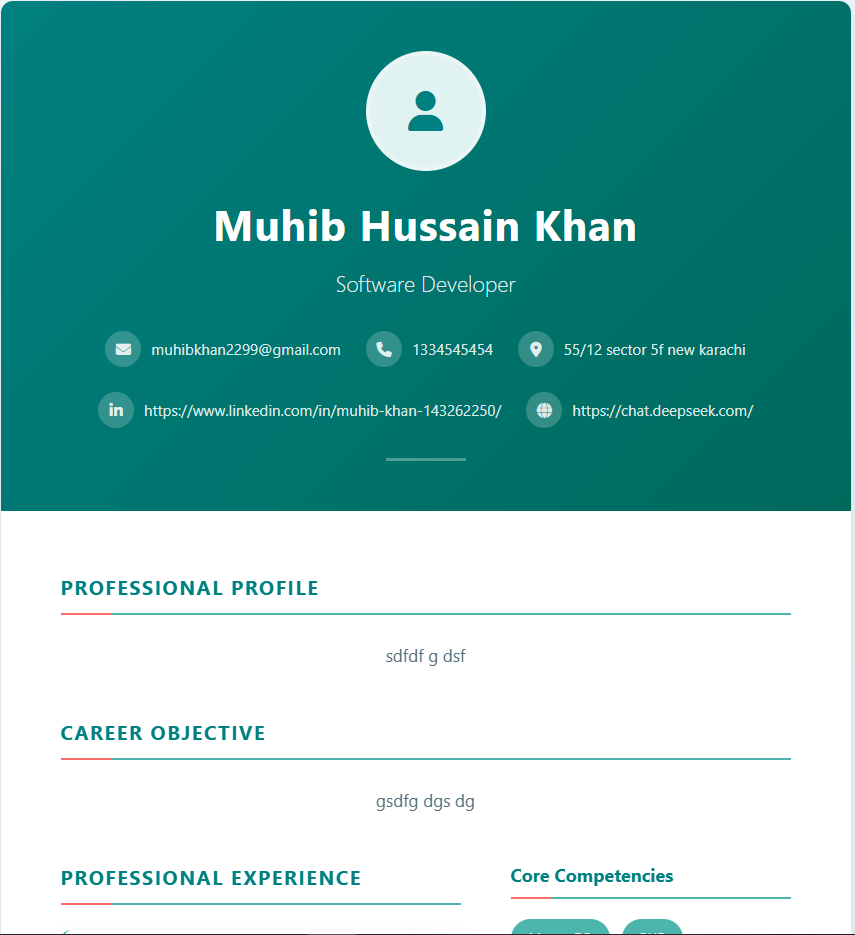 Muhib Hussain Khan
Software Developer
muhibkhan2299@gmail.com 1334545454 55/12 sector 5f new karachi
https://www.linkedin.com/in/muhib-khan-143262250/ https://chat.deepseek.com/
PROFESSIONAL PROFILE
sdfdf g dsf
CAREER OBJECTIVE
gsdfg dgs dg
PROFESSIONAL EXPERIENCE
Core Competencies